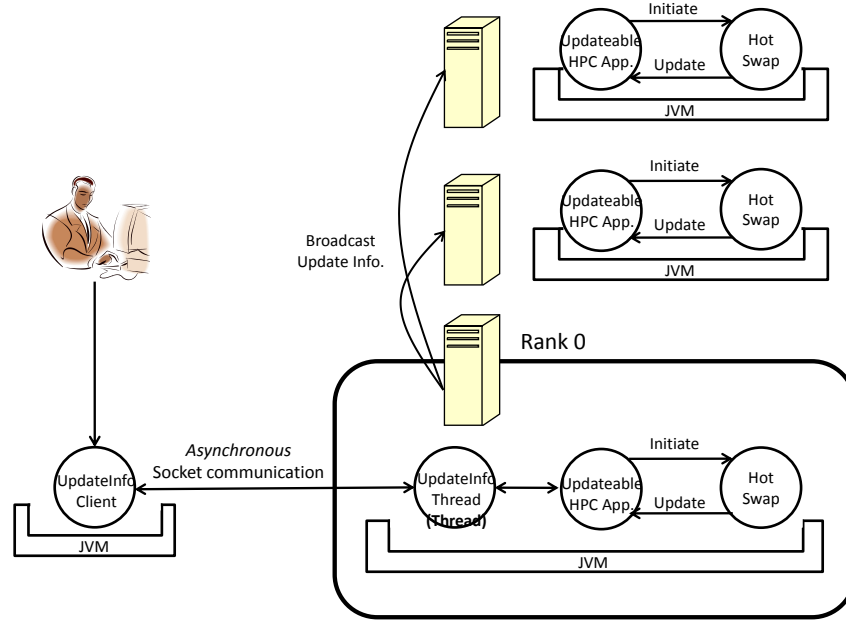 Initiate
Updateable
HPC App.
Hot
Swap
Update
JVM
Initiate
Updateable
HPC App.
Hot
Swap
Update
JVM
Broadcast
Update Info.
Rank 0
Asynchronous
Socket communication
UpdateInfo
Client
JVM
UpdateInfo
Thread
(Thread)
Initiate
Updateable
HPC App.
Hot
Swap
Update
JVM